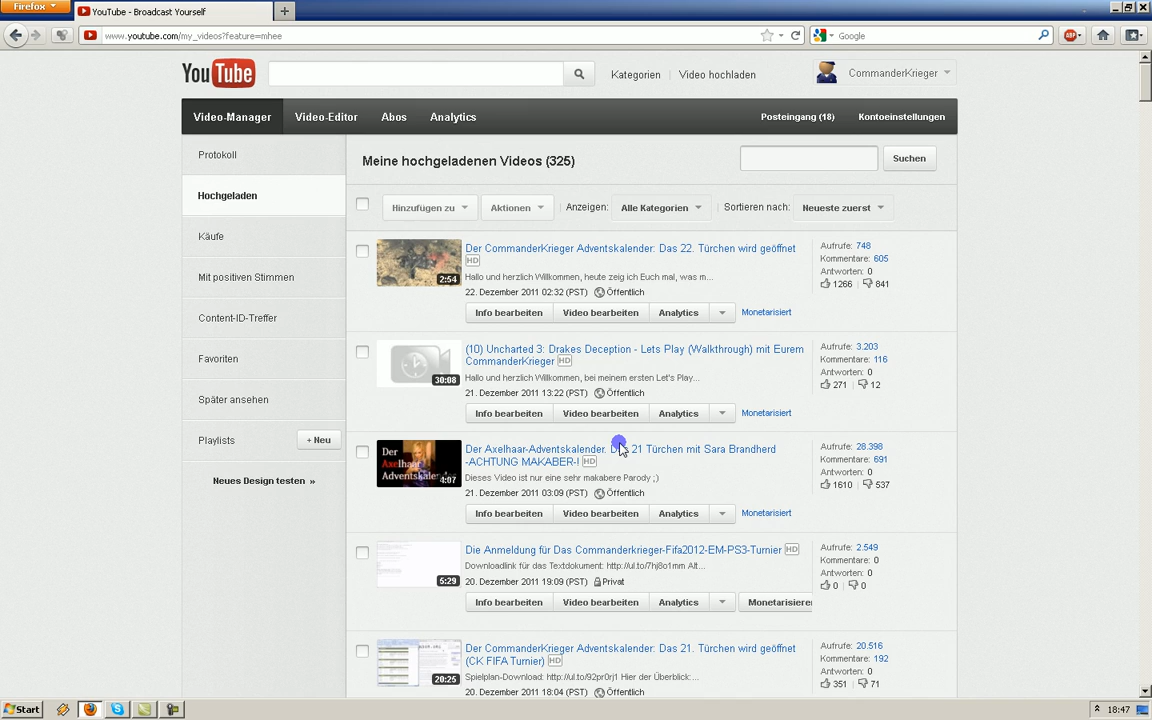 Firefox
YouTube - Broadcast Yourself
www.youtube.com/my_videos?feature=mhee
Google
ABP
YouTube
Kategorien | Video hochladen
CommanderKrieger
Video-Manager Video-Editor Abos Analytics
Posteingang (18) Kontoeinstellungen
Protokoll
Hochgeladen
Käufe
Mit positiven Stimmen
Content-ID-Treffer
Favoriten
Später ansehen
Playlists + Neu
Neues Design testen »
Meine hochgeladenen Videos (325)
Suchen
Hinzufügen zu Aktionen Anzeigen: Alle Kategorien Sortieren nach: Neueste zuerst
2:54
Der CommanderKrieger Adventskalender: Das 22. Türchen wird geöffnet
HD
Hallo und herzlich Willkommen, heute zeig ich Euch mal, was m...
22. Dezember 2011 02:32 (PST) Öffentlich
Info bearbeiten Video bearbeiten Analytics Monetarisiert
Aufrufe: 748
Kommentare: 605
Antworten: 0
1266 | 841
30:08
(10) Uncharted 3: Drakes Deception - Lets Play (Walkthrough) mit Eurem
CommanderKrieger HD
Hallo und herzlich Willkommen, bei meinem ersten Let's Play...
21. Dezember 2011 13:22 (PST) Öffentlich
Info bearbeiten Video bearbeiten Analytics Monetarisiert
Aufrufe: 3.203
Kommentare: 116
Antworten: 0
271 | 12
Der
Axelhaar
Adventskalender
4:07
Der Axelhaar-Adventskalender. 21 Türchen mit Sara Brandherd
-ACHTUNG MAKABER-! HD
Dieses Video ist nur eine sehr makabere Parody ;)
21. Dezember 2011 03:09 (PST) Öffentlich
Info bearbeiten Video bearbeiten Analytics Monetarisiert
Aufrufe: 28.398
Kommentare: 691
Antworten: 0
1610 | 537
5:29
Die Anmeldung für Das Commanderkrieger-Fifa2012-EM-PS3-Turnier HD
Downloadlink für das Textdokument: http://ul.to/7hj8o1mm Alt...
20. Dezember 2011 19:09 (PST) Privat
Info bearbeiten Video bearbeiten Analytics Monetarisiere
Aufrufe: 2.549
Kommentare: 0
Antworten: 0
0 | 0
20:25
Der CommanderKrieger Adventskalender: Das 21. Türchen wird geöffnet
(CK FIFA Turnier) HD
Spielplan-Download: http://ul.to/92pr0rj1 Hier der Überblick:...
20. Dezember 2011 18:04 (PST) Öffentlich
Aufrufe: 20.516
Kommentare: 192
Antworten: 0
351 | 71
Start
18:47